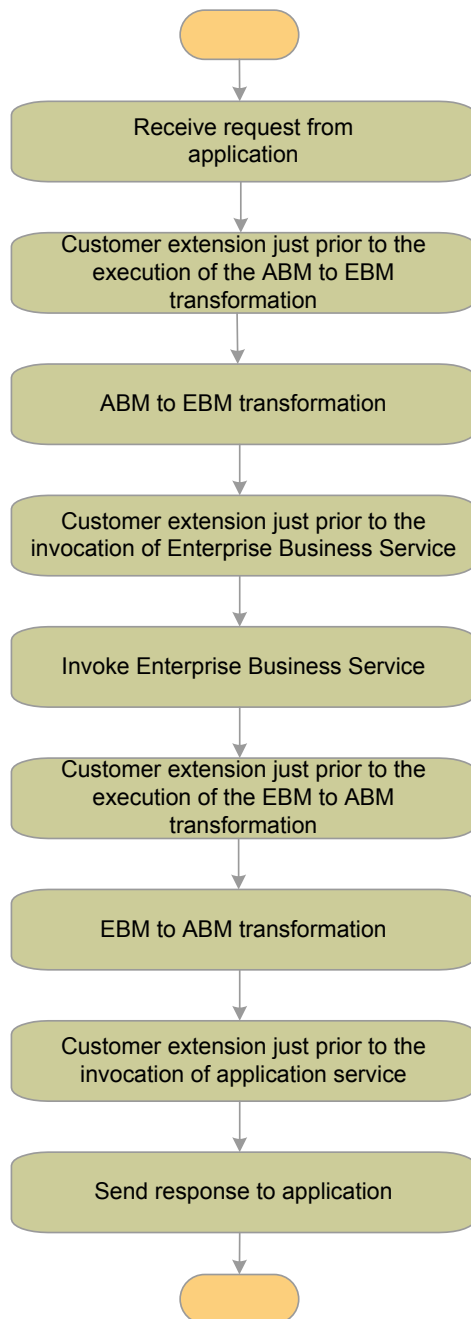 Receive request from
application
Customer extension just prior to the
execution of the ABM to EBM
transformation
ABM to EBM transformation
Customer extension just prior to the
invocation of Enterprise Business Service
Invoke Enterprise Business Service
Customer extension just prior to the
execution of the EBM to ABM
transformation
EBM to ABM transformation
Customer extension just prior to the
invocation of application service
Send response to application